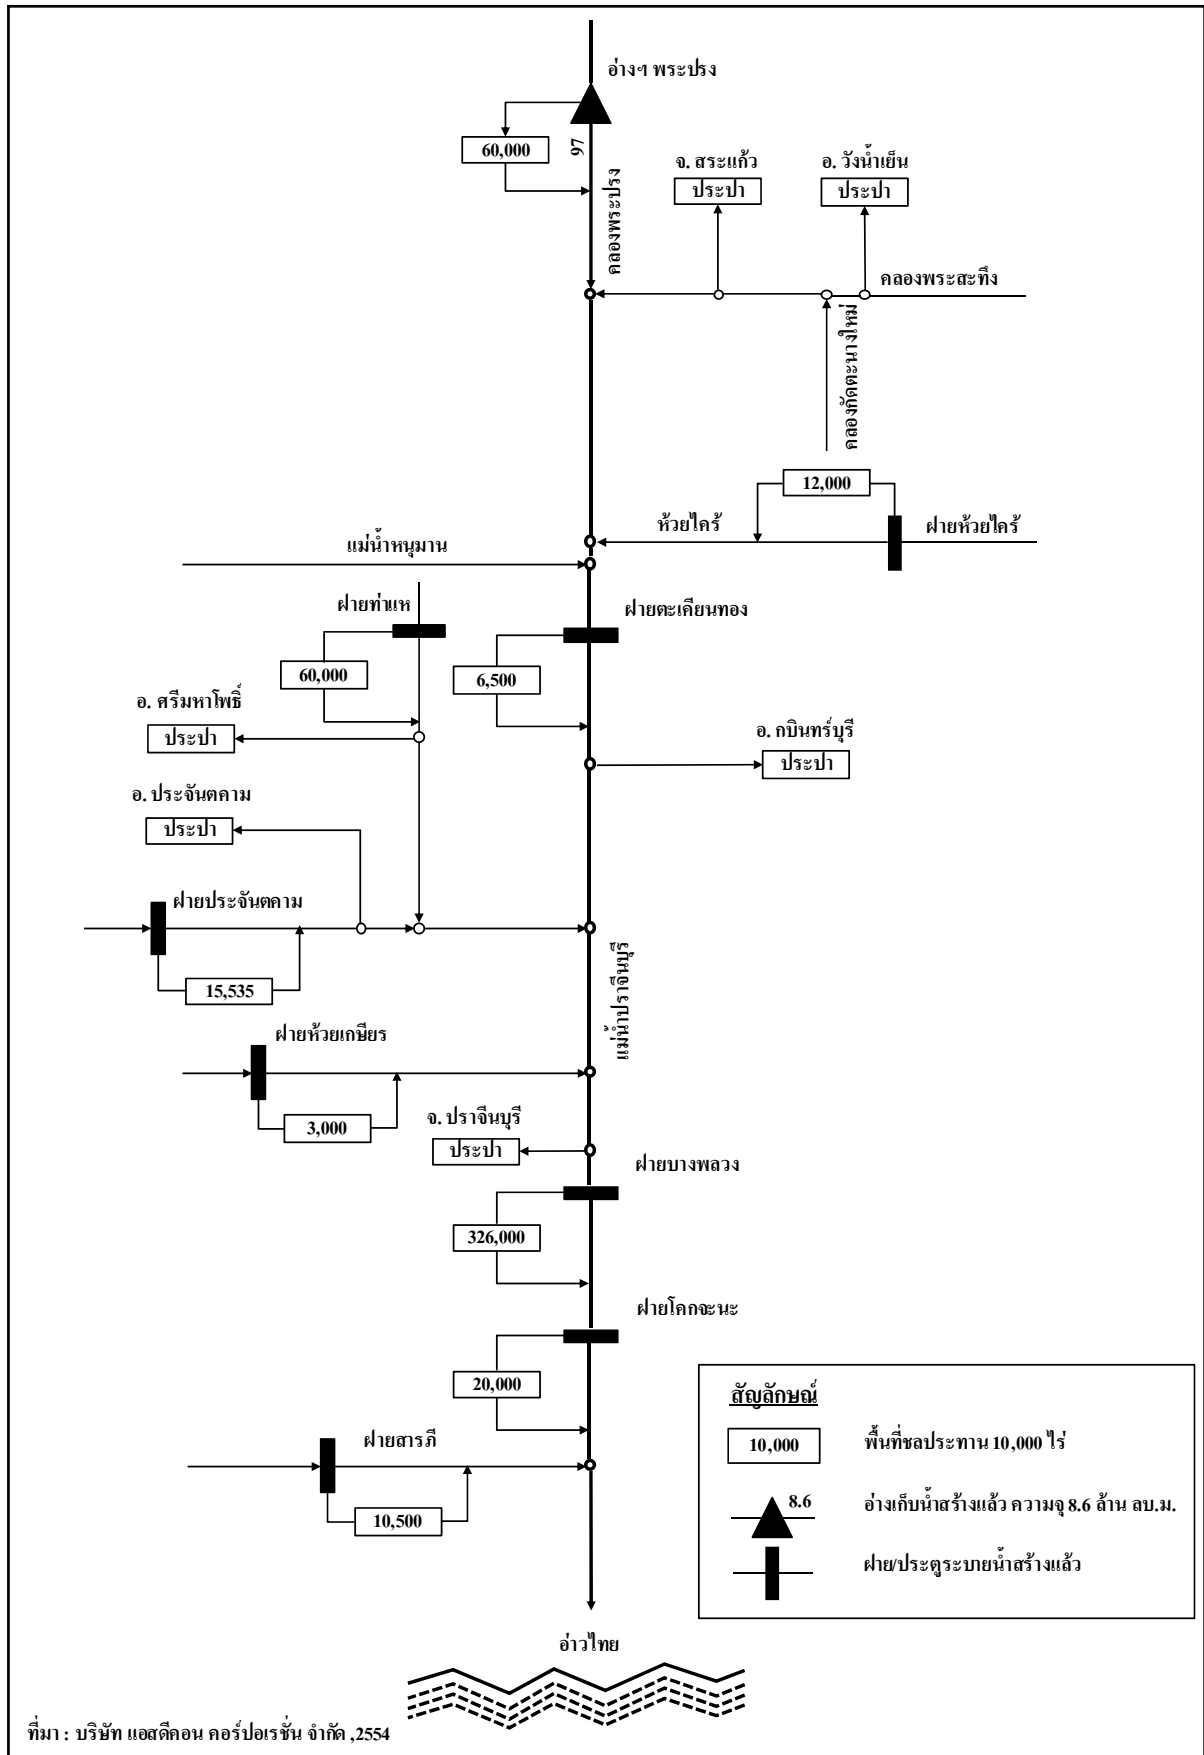 อ่างฯ พระปรง
60,000
97
คลองพระปรง
จ. สระแก้ว
ประปา
อ. วังน้ำเย็น
ประปา
คลองพระสะทึง
คลองกัดตะนางใหม่
12,000
ห้วยไคร้
ฝายห้วยไคร้
แม่น้ำหนุมาน
ฝายท่าแห
60,000
ฝายตะเคียนทอง
6,500
อ. ศรีมหาโพธิ์
ประปา
อ. กบินทร์บุรี
ประปา
อ. ประจันตคาม
ประปา
ฝายประจันตคาม
15,535
แม่น้ำปราจีนบุรี
ฝายห้วยเกษียร
3,000
จ. ปราจีนบุรี
ประปา
ฝายบางพลวง
326,000
ฝายโคกจะนะ
20,000
ฝายสารภี
10,500
สัญลักษณ์
10,000
พื้นที่ชลประทาน 10,000 ไร่
8.6
อ่างเก็บน้ำสร้างแล้ว ความจุ 8.6 ล้าน ลบ.ม.
ฝาย/ประตูระบายน้ำสร้างแล้ว
อ่าวไทย
ที่มา : บริษัท แอสดีคอน คอร์ปอเรชั่น จำกัด ,2554